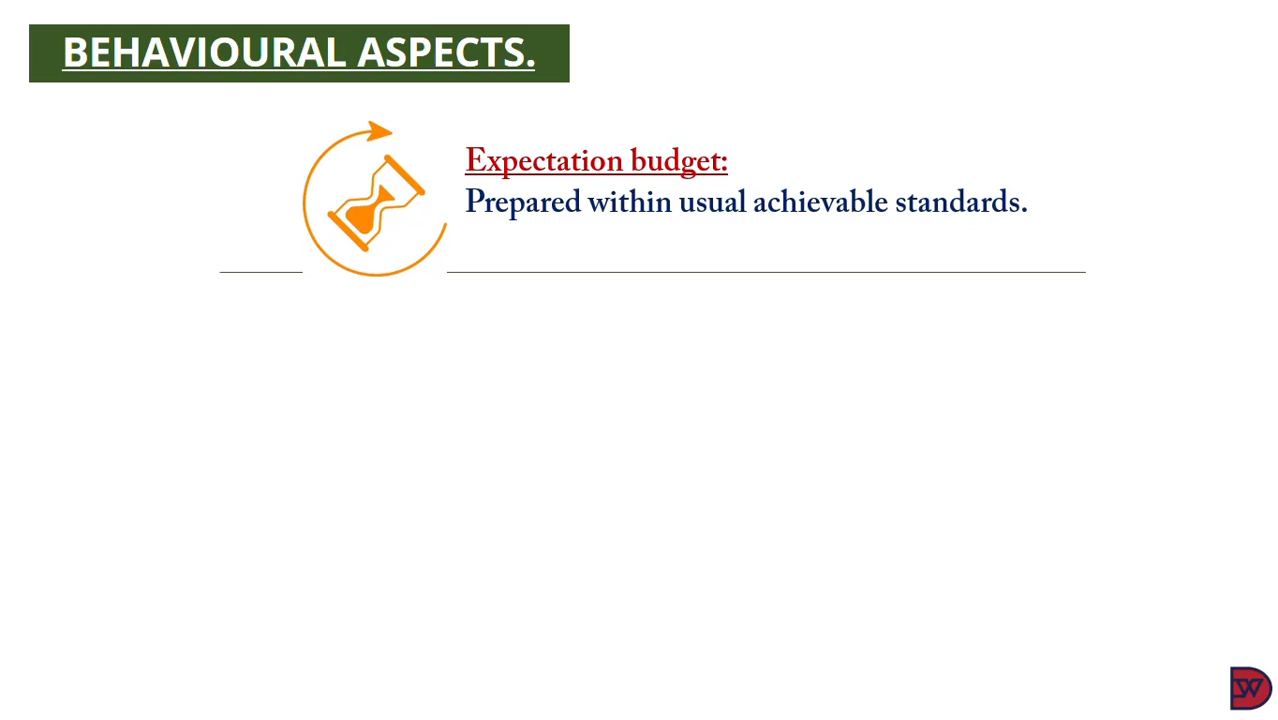 BEHAVIOURAL ASPECTS.
Expectation budget:
Prepared within usual achievable standards.